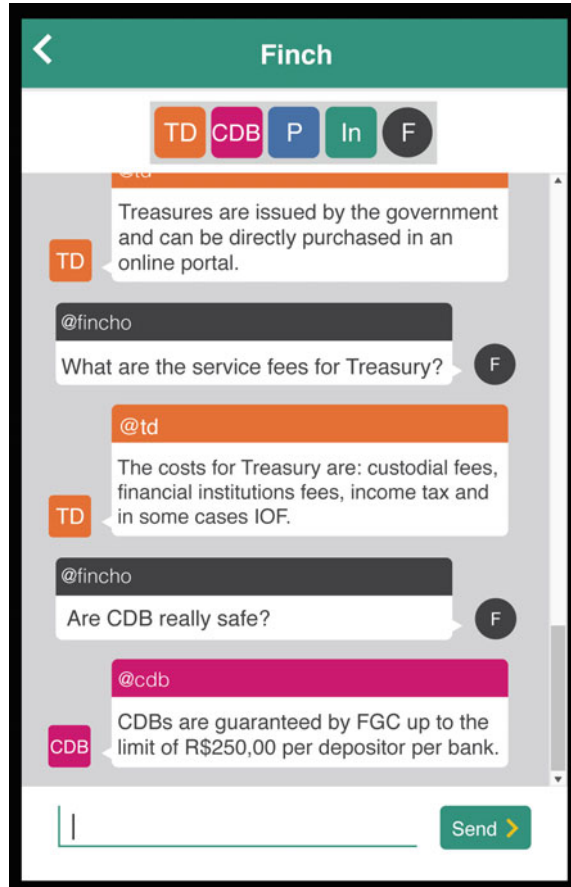 Finch
TD CDB P In F
@td
Treasures are issued by the government
and can be directly purchased in an
online portal.
TD
@fincho
What are the service fees for Treasury?
F
@td
The costs for Treasury are: custodial fees,
financial institutions fees, income tax and
in some cases IOF.
TD
@fincho
Are CDB really safe?
F
@cdb
CDBs are guaranteed by FGC up to the
limit of R$250,00 per depositor per bank.
CDB
Send